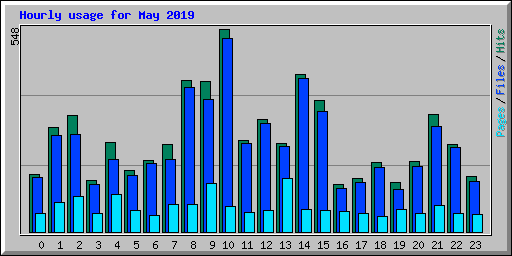 Hourly usage for May 2019
548
Pages / Files / Hits
0 1 2 3 4 5 6 7 8 9 10 11 12 13 14 15 16 17 18 19 20 21 22 23